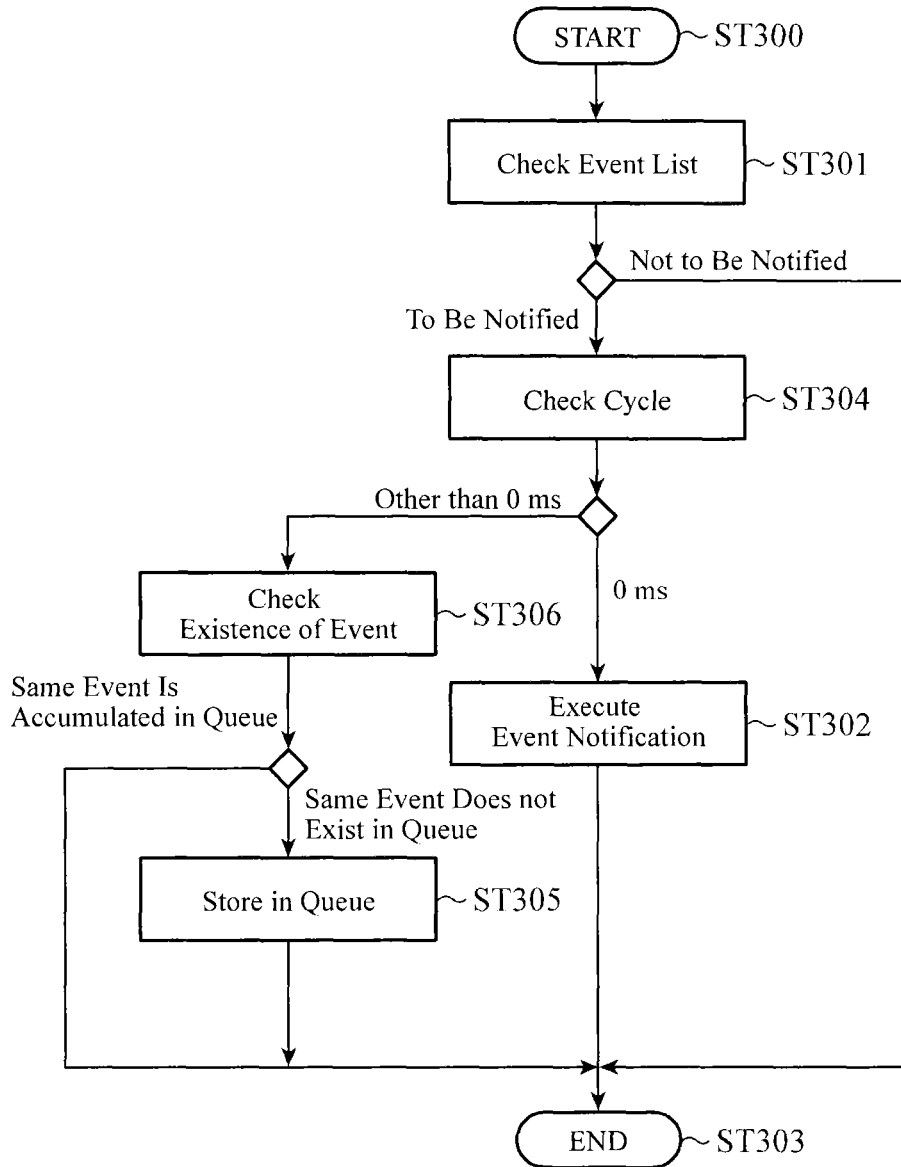 START
ST300
Check Event List
ST301
Not to Be Notified
To Be Notified
Check Cycle
ST304
Other than 0 ms
0 ms
Check
Existence of Event
ST306
Same Event Is
Accumulated in Queue
Execute
Event Notification
ST302
Same Event Does not
Exist in Queue
Store in Queue
ST305
END
ST303